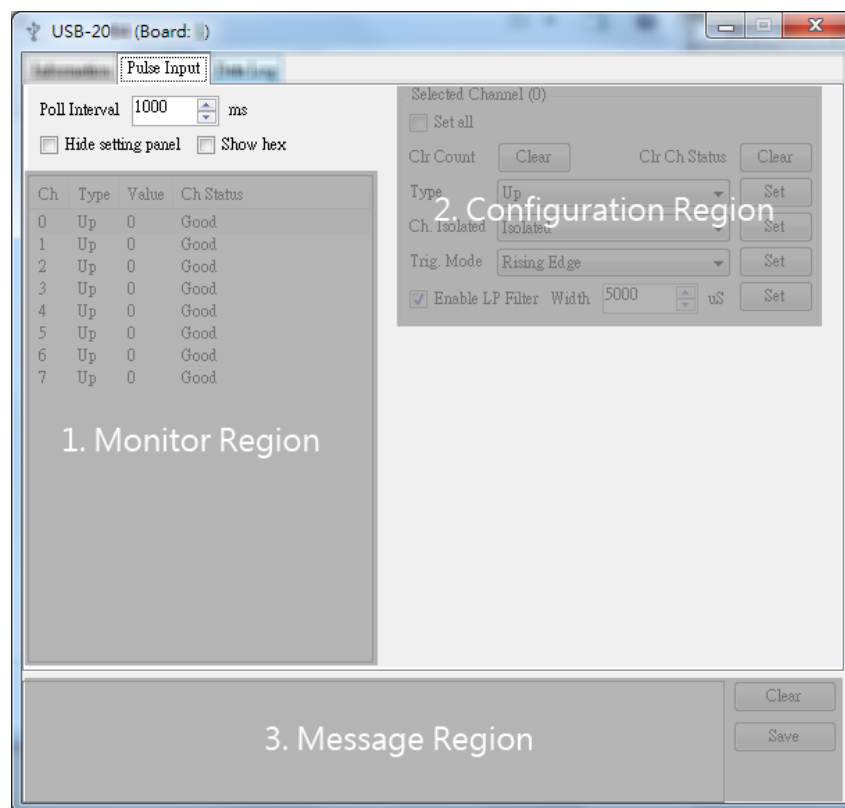 USB-20 (Board: )
Pulse Input
Poll Interval 1000 ms
Hide setting panel Show hex
Ch Type Value Ch Status
0 Up 0 Good
1 Up 0 Good
2 Up 0 Good
3 Up 0 Good
4 Up 0 Good
5 Up 0 Good
6 Up 0 Good
7 Up 0 Good
1. Monitor Region
Selected Channel (0)
Set all
Clr Count Clear Clr Ch Status Clear
Type Up Set
2. Configuration Region
Ch. Isolated Isolated Set
Trig. Mode Rising Edge Set
Enable LP Filter Width 5000 uS Set
3. Message Region
Clear
Save